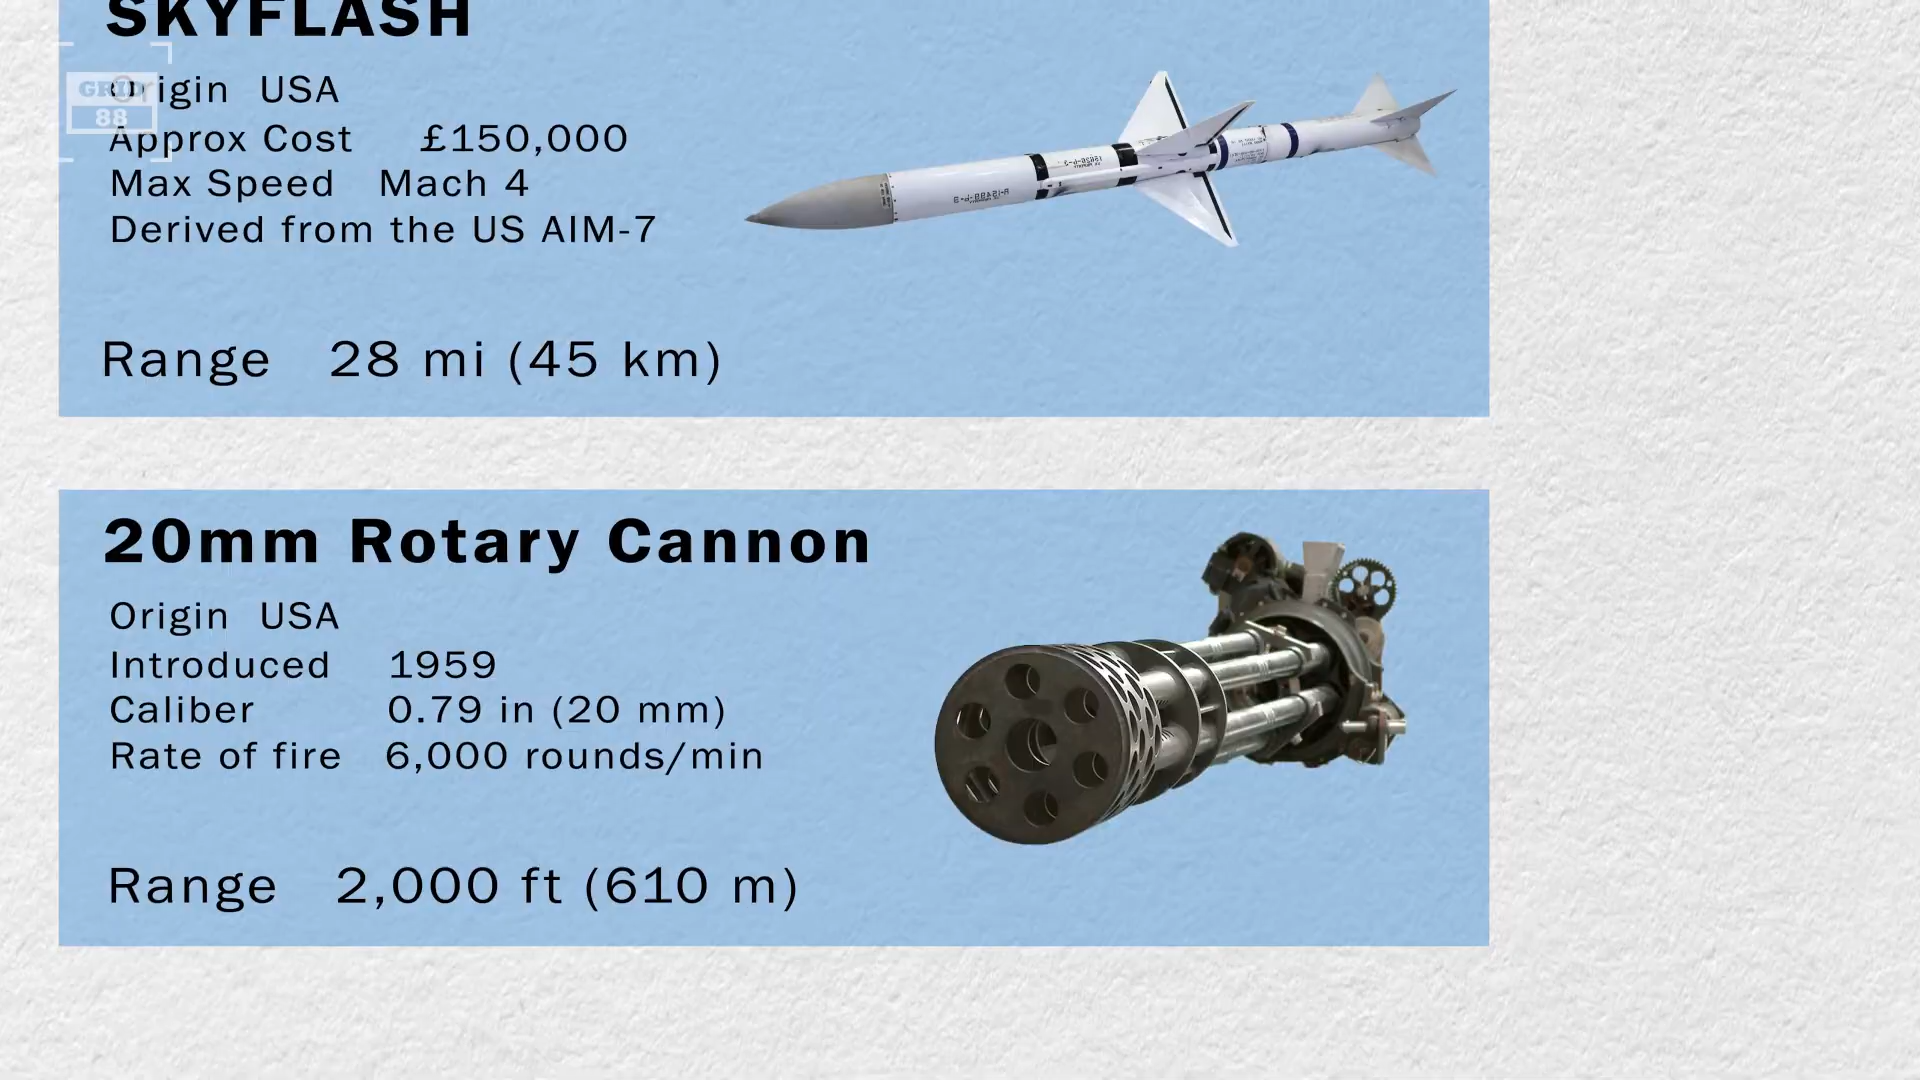 SKYFLASH
Origin USA
GRID
88
Approx Cost £150,000
Max Speed Mach 4
Derived from the US AIM-7
Range 28 mi (45 km)
20mm Rotary Cannon
Origin USA
Introduced 1959
Caliber 0.79 in (20 mm)
Rate of fire 6,000 rounds/min
Range 2,000 ft (610 m)